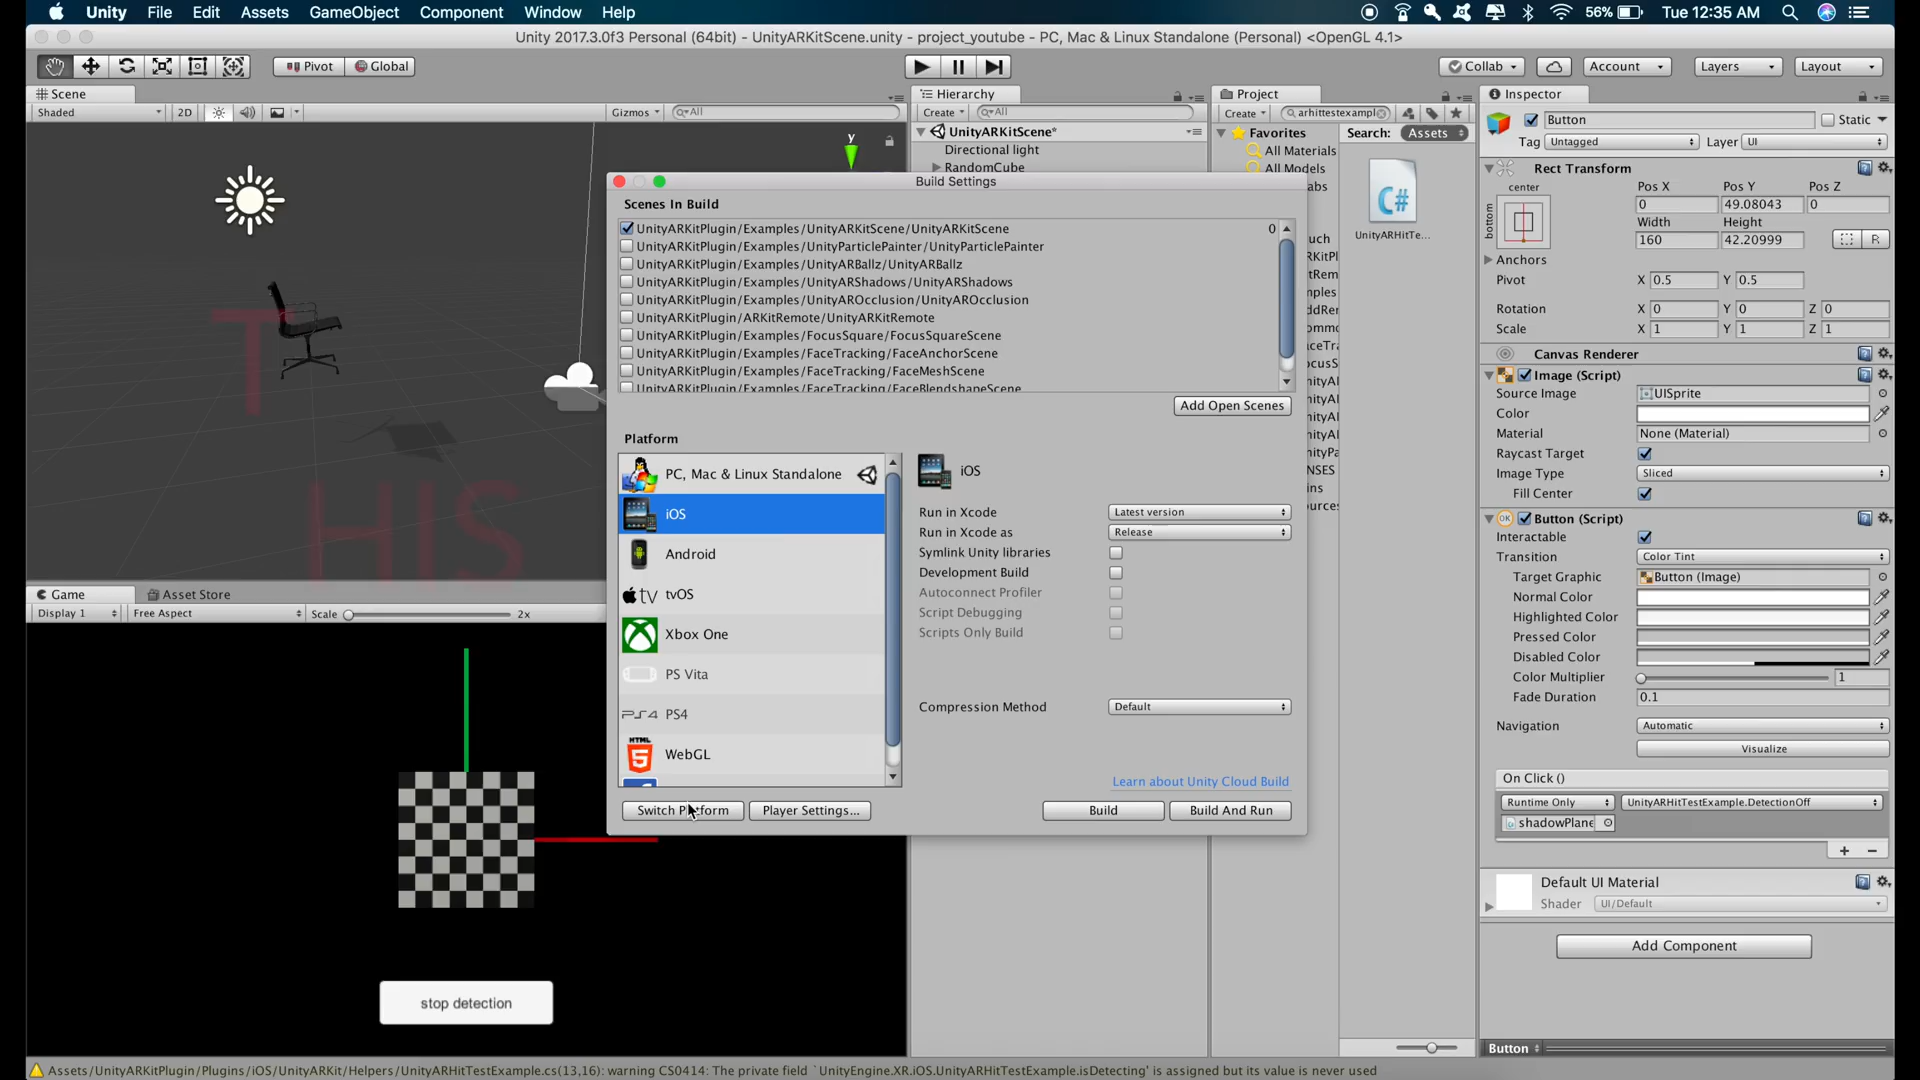 Unity File Edit Assets GameObject Component Window Help 56% Tue 12:35 AM
Unity 2017.3.0f3 Personal (64bit) - UnityARKitScene.unity - project_youtube - PC, Mac & Linux Standalone (Personal) <OpenGL 4.1>
Pivot Global Collab Account Layers Layout
Scene
Shaded 2D Gizmos All
y
T
HIS
Hierarchy
Create All
UnityARKitScene*
Directional light
RandomCube
Project
Create arhittestexampl
Favorites Search: Assets
All Materials
All Models
UnityARHitTe...
Build Settings
Scenes In Build
UnityARKitPlugin/Examples/UnityARKitScene/UnityARKitScene 0
UnityARKitPlugin/Examples/UnityParticlePainter/UnityParticlePainter
UnityARKitPlugin/Examples/UnityARBallz/UnityARBallz
UnityARKitPlugin/Examples/UnityARShadows/UnityARShadows
UnityARKitPlugin/Examples/UnityAROcclusion/UnityAROcclusion
UnityARKitPlugin/ARKitRemote/UnityARKitRemote
UnityARKitPlugin/Examples/FocusSquare/FocusSquareScene
UnityARKitPlugin/Examples/FaceTracking/FaceAnchorScene
UnityARKitPlugin/Examples/FaceTracking/FaceMeshScene
UnityARKitPlugin/Examples/FaceTracking/FaceBlendshapeScene
Add Open Scenes
Platform
PC, Mac & Linux Standalone
iOS
Android
tv tvOS
Xbox One
PS Vita
PS4 PS4
HTML 5 WebGL
Switch Platform Player Settings...
iOS
Run in Xcode Latest version
Run in Xcode as Release
Symlink Unity libraries
Development Build
Autoconnect Profiler
Script Debugging
Scripts Only Build
Compression Method Default
Learn about Unity Cloud Build
Build Build And Run
Game Asset Store
Display 1 Free Aspect Scale 2x
stop detection
Inspector
Button Static
Tag Untagged Layer UI
Rect Transform
center Pos X Pos Y Pos Z
bottom 0 49.08043 0
Width Height
160 42.20999 R
Anchors
Pivot X 0.5 Y 0.5
Rotation X 0 Y 0 Z 0
Scale X 1 Y 1 Z 1
Canvas Renderer
Image (Script)
Source Image UISprite
Color
Material None (Material)
Raycast Target
Image Type Sliced
Fill Center
OK Button (Script)
Interactable
Transition Color Tint
Target Graphic Button (Image)
Normal Color
Highlighted Color
Pressed Color
Disabled Color
Color Multiplier 1
Fade Duration 0.1
Navigation Automatic
Visualize
On Click ()
Runtime Only UnityARHitTestExample.DetectionOff
shadowPlane
Default UI Material
Shader UI/Default
Add Component
Button
Assets/UnityARKitPlugin/Plugins/iOS/UnityARKit/Helpers/UnityARHitTestExample.cs(13,16): warning CS0414: The private field `UnityEngine.XR.iOS.UnityARHitTestExample.isDetecting' is assigned but its value is never used